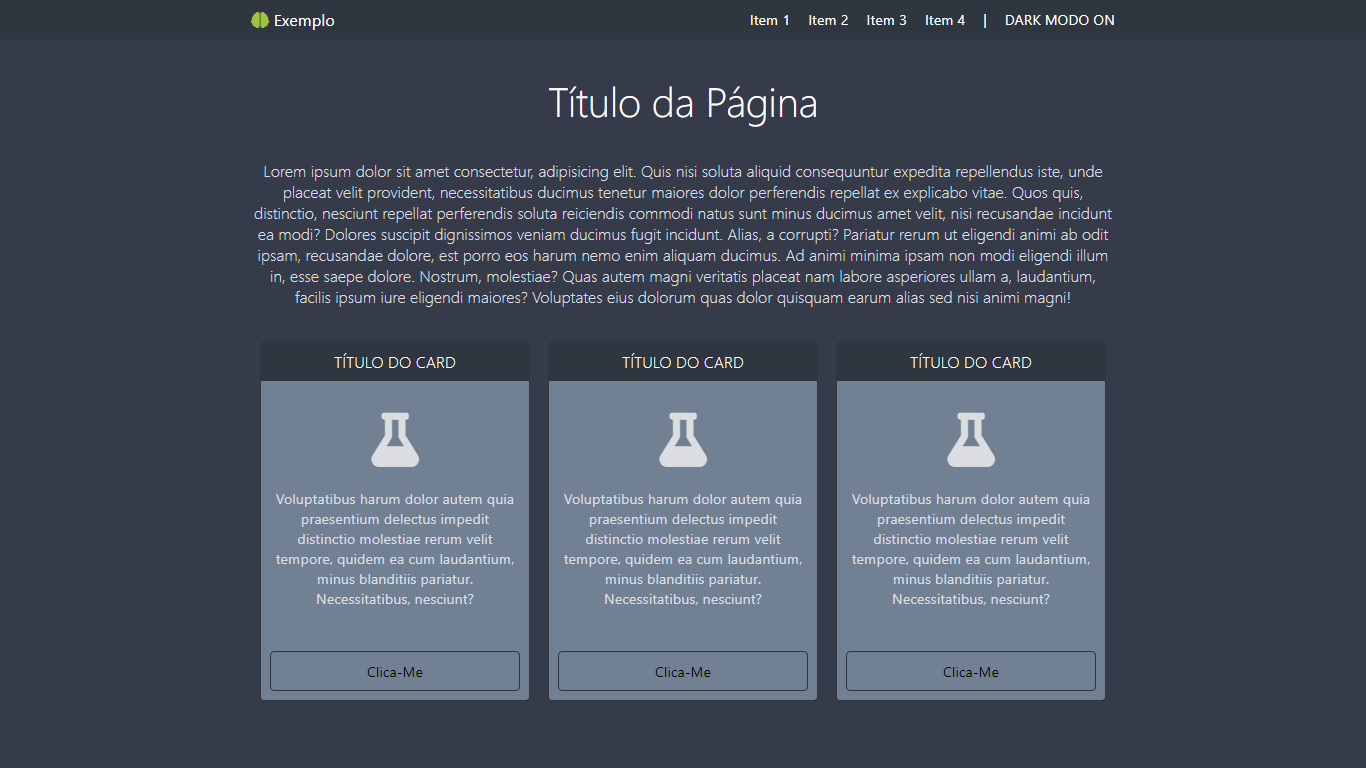 Exemplo
Item 1 Item 2 Item 3 Item 4 | DARK MODO ON
Título da Página
Lorem ipsum dolor sit amet consectetur, adipisicing elit. Quis nisi soluta aliquid consequuntur expedita repellendus iste, unde
placeat velit provident, necessitatibus ducimus tenetur maiores dolor perferendis repellat ex explicabo vitae. Quos quis,
distinctio, nesciunt repellat perferendis soluta reiciendis commodi natus sunt minus ducimus amet velit, nisi recusandae incidunt
ea modi? Dolores suscipit dignissimos veniam ducimus fugit incidunt. Alias, a corrupti? Pariatur rerum ut eligendi animi ab odit
ipsam, recusandae dolore, est porro eos harum nemo enim aliquam ducimus. Ad animi minima ipsam non modi eligendi illum
in, esse saepe dolore. Nostrum, molestiae? Quas autem magni veritatis placeat nam labore asperiores ullam a, laudantium,
facilis ipsum iure eligendi maiores? Voluptates eius dolorum quas dolor quisquam earum alias sed nisi animi magni!
TÍTULO DO CARD
Voluptatibus harum dolor autem quia
praesentium delectus impedit
distinctio molestiae rerum velit
tempore, quidem ea cum laudantium,
minus blanditiis pariatur.
Necessitatibus, nesciunt?
Clica-Me
TÍTULO DO CARD
Voluptatibus harum dolor autem quia
praesentium delectus impedit
distinctio molestiae rerum velit
tempore, quidem ea cum laudantium,
minus blanditiis pariatur.
Necessitatibus, nesciunt?
Clica-Me
TÍTULO DO CARD
Voluptatibus harum dolor autem quia
praesentium delectus impedit
distinctio molestiae rerum velit
tempore, quidem ea cum laudantium,
minus blanditiis pariatur.
Necessitatibus, nesciunt?
Clica-Me